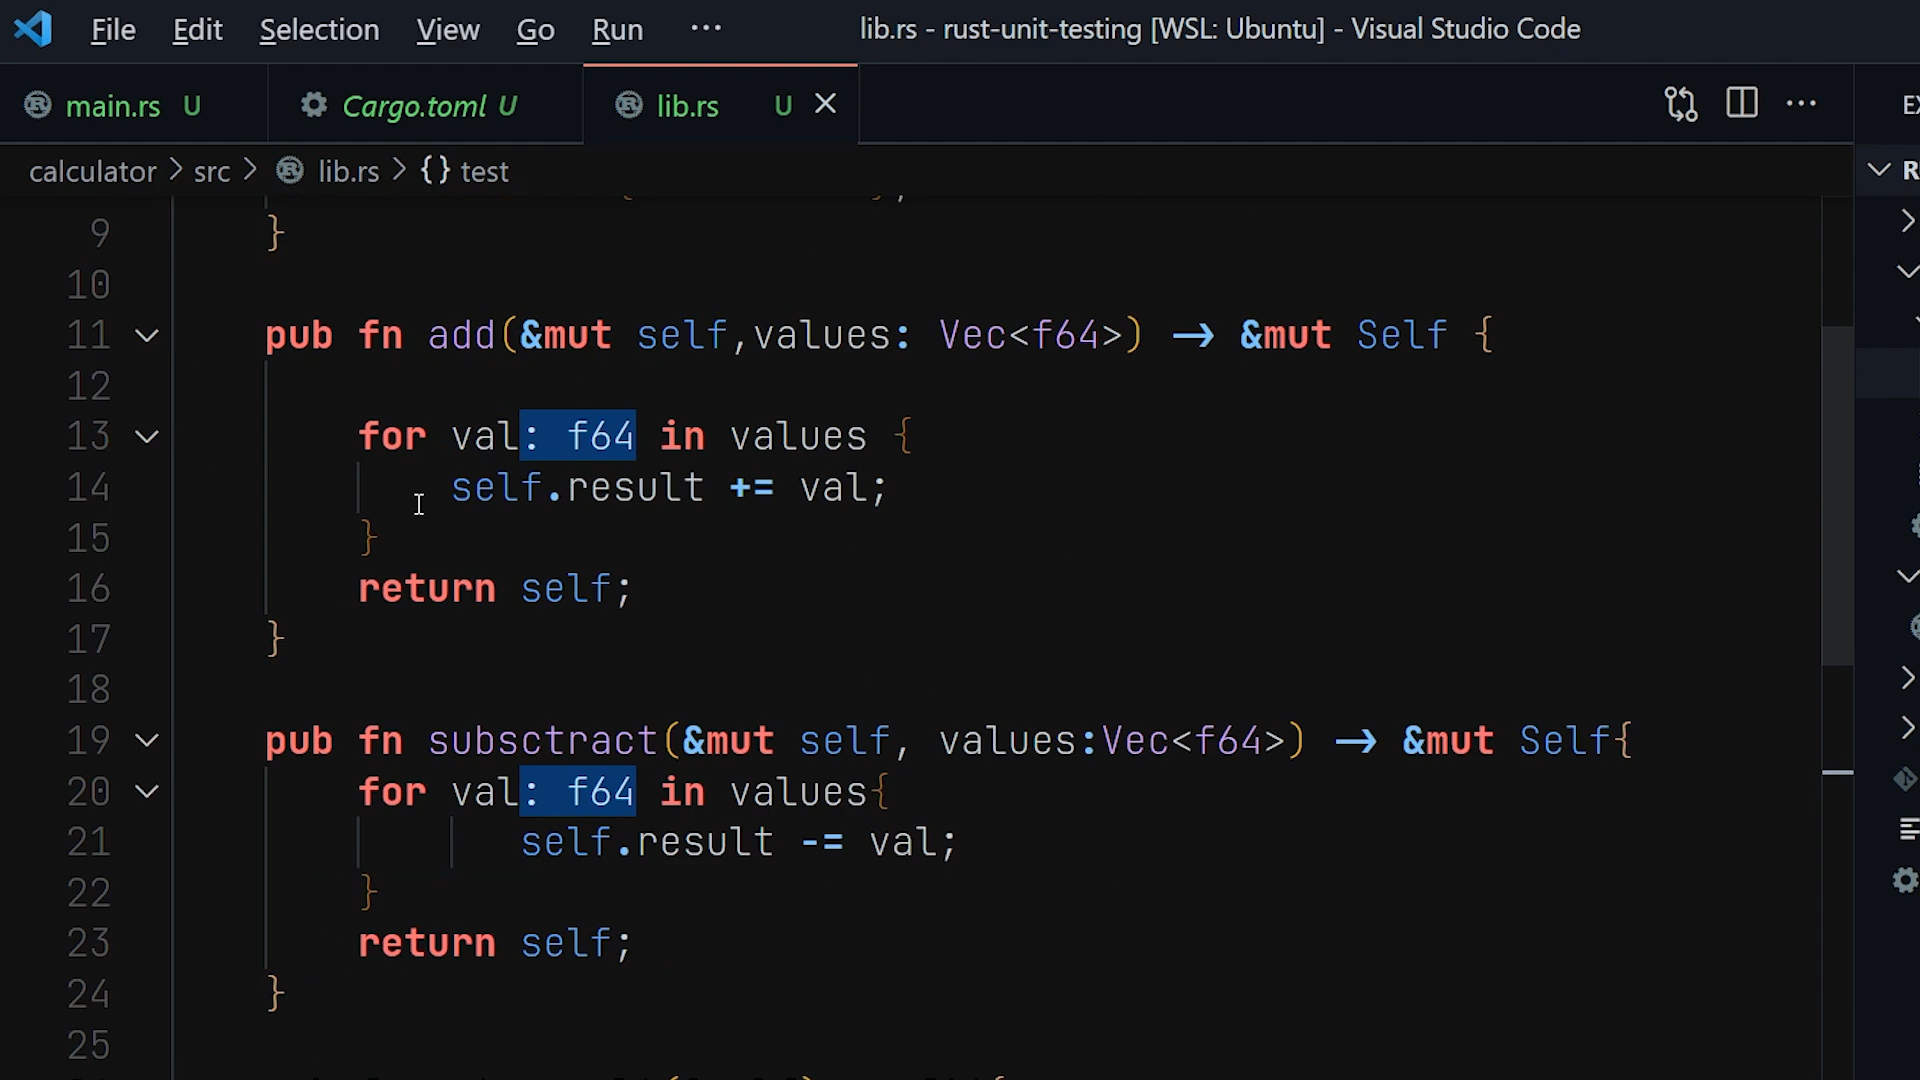 File Edit Selection View Go Run ··· lib.rs - rust-unit-testing [WSL: Ubuntu] - Visual Studio Code
main.rs U Cargo.toml U lib.rs U
calculator > src > lib.rs > {} test
9 }
10
11 pub fn add(&mut self,values: Vec<f64>) -> &mut Self {
12
13 for val: f64 in values {
14 self.result += val;
15 }
16 return self;
17 }
18
19 pub fn subsctract(&mut self, values:Vec<f64>) -> &mut Self{
20 for val: f64 in values{
21 self.result -= val;
22 }
23 return self;
24 }
25